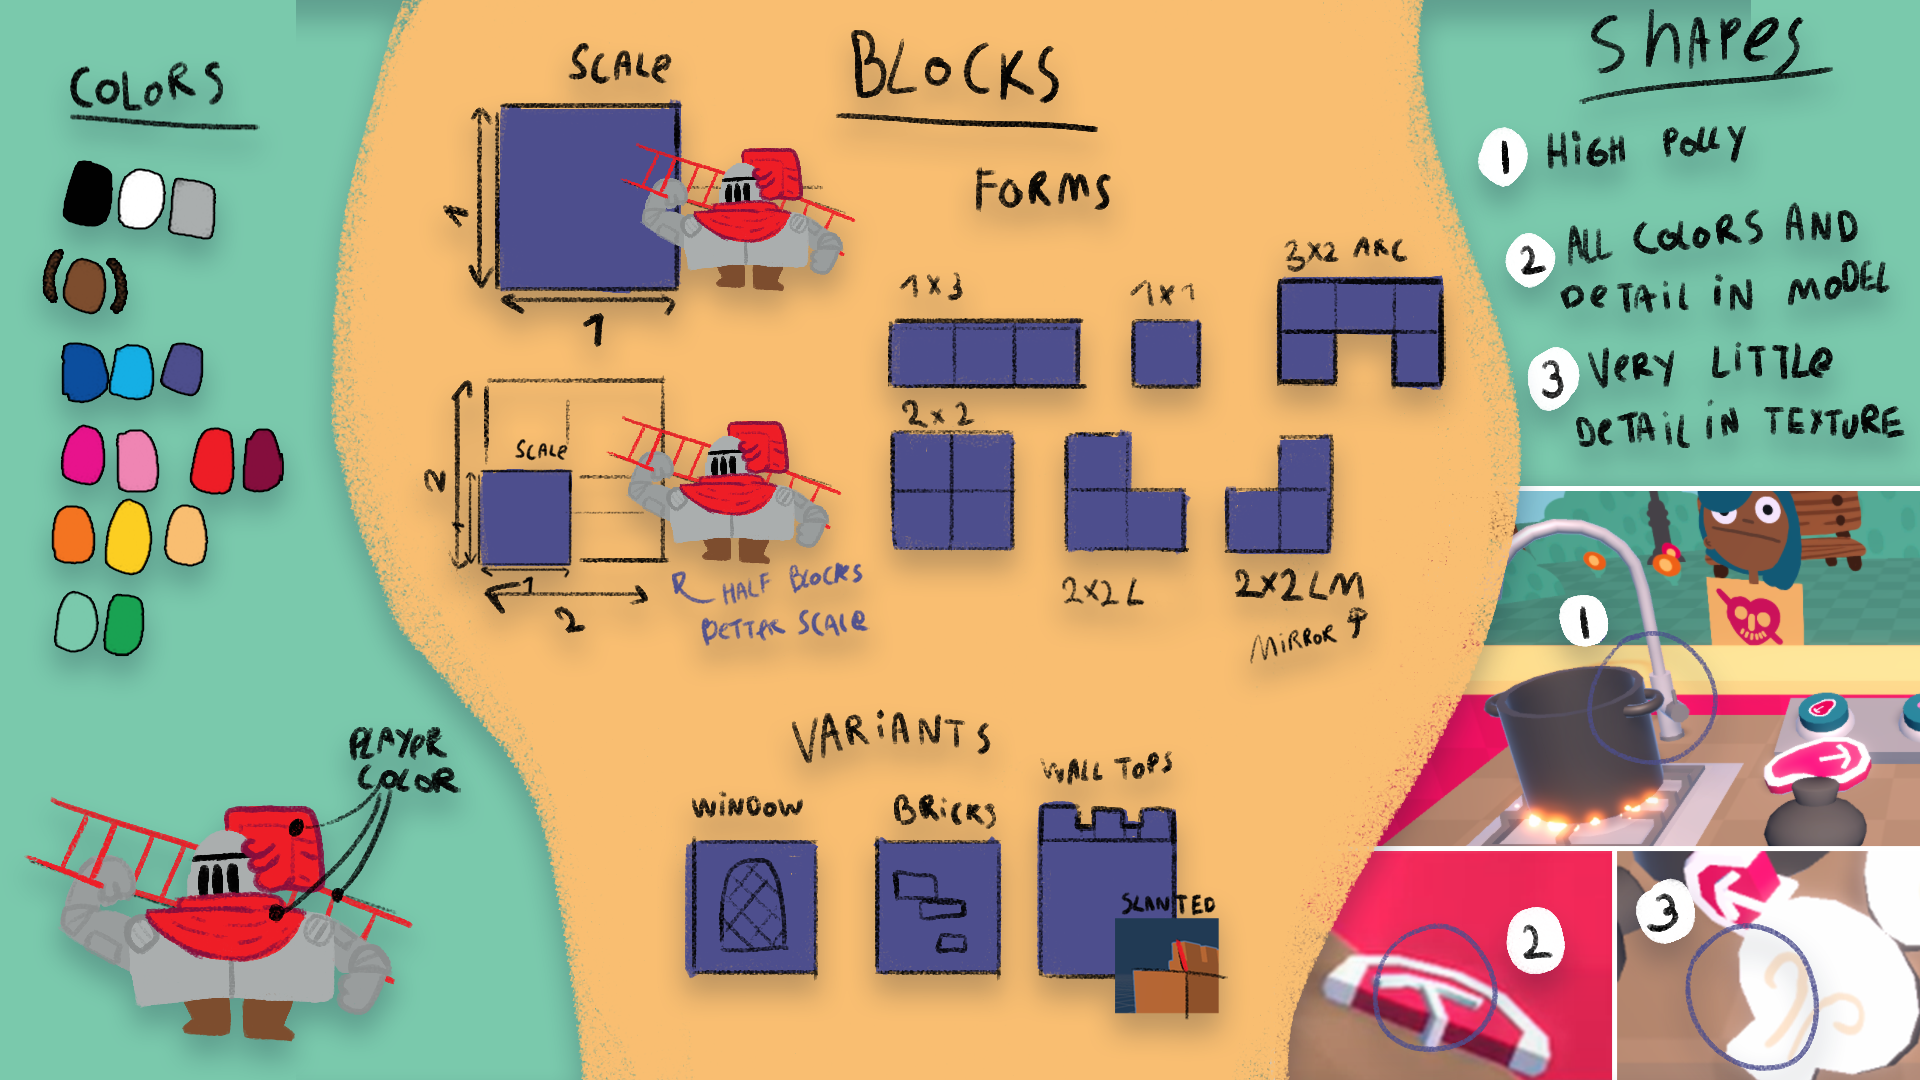 COLORS
PLAYER
COLOR
BLOCKS
SCALE
1
1
SCALE
2
1
1
2
HALF BLOCKS
BETTER SCALE
FORMS
1x3
1x1
3x2 ARC
2x2
2x2 L
2x2 LM
MIRROR
VARIANTS
WINDOW
BRICKS
WALL TOPS
SLANTED
SHAPES
1 HIGH POLLY
2 ALL COLORS AND
DETAIL IN MODEL
3 VERY LITTLE
DETAIL IN TEXTURE
1
2
3